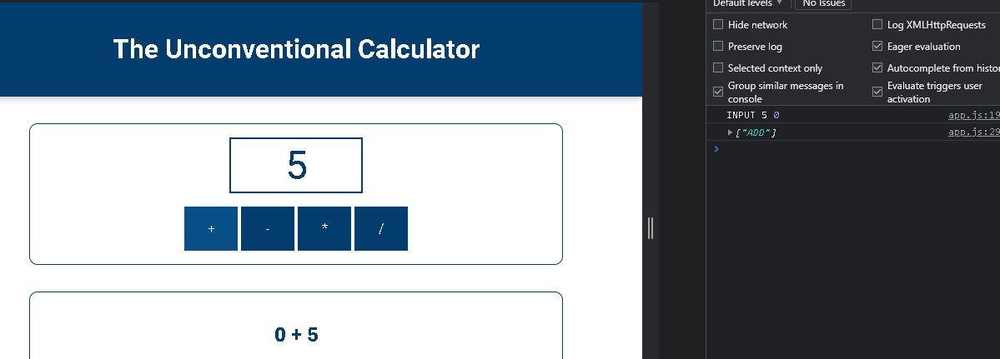 The Unconventional Calculator
5
+ - * /
0 + 5
Default levels ▼ No Issues
Hide network Log XMLHttpRequests
Preserve log Eager evaluation
Selected context only Autocomplete from histor
Group similar messages in console Evaluate triggers user activation
INPUT 5 0 app.js:19
▶ ["ADD"] app.js:29
>